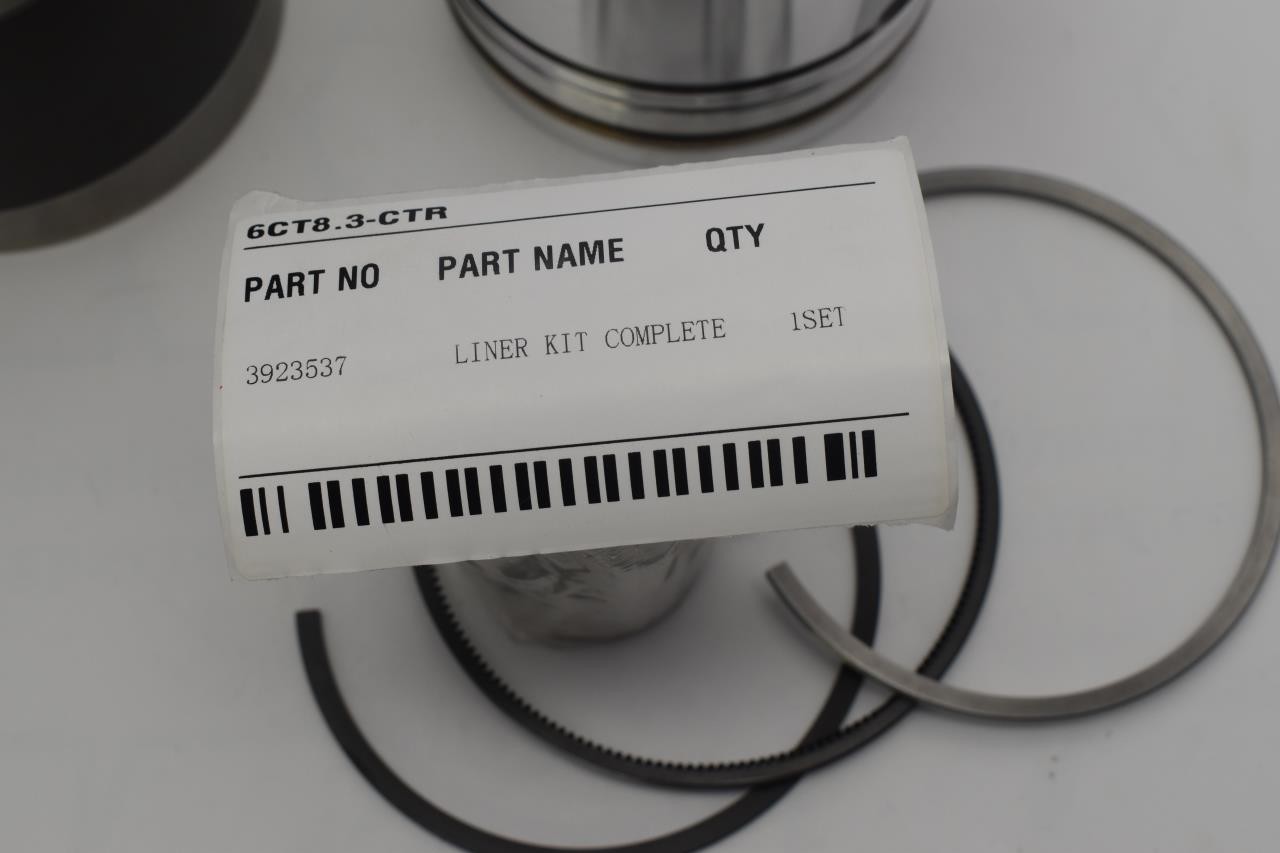 6CT8.3-CTR
PART NO PART NAME QTY
3923537 LINER KIT COMPLETE 1SET